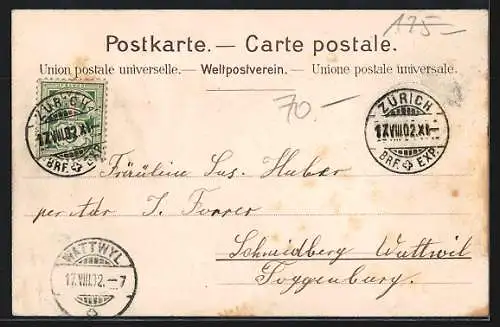 125-
Postkarte. — Carte postale.
Union postale universelle. — Weltpostverein. — Unione postale universale.
70.—
ZÜRICH
17.VIII.02.XI-
BRF. EXP.
ZÜRICH
17.VIII.02.XI-
BRF. EXP.
Fräulein Sus. Huber
per Adr J. Forrer
Schmidberg Wattwil
Toggenburg.
WATTWYL
17.VIII.02.-7